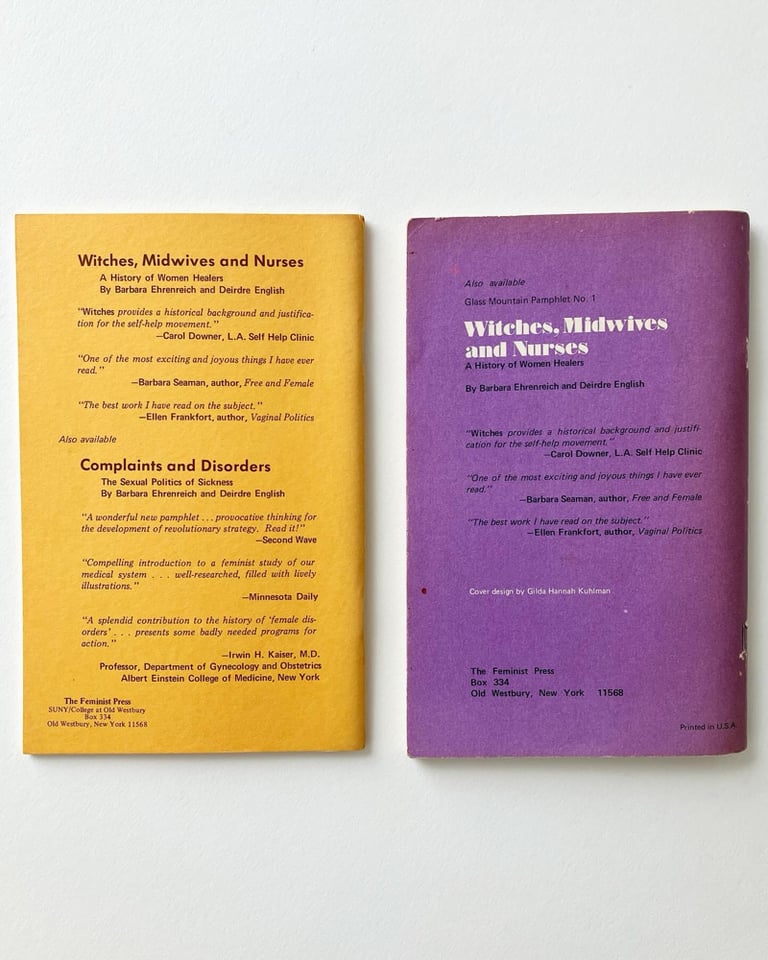 Witches, Midwives and Nurses
A History of Women Healers
By Barbara Ehrenreich and Deirdre English
"Witches provides a historical background and justifica-
tion for the self-help movement."
—Carol Downer, L.A. Self Help Clinic
"One of the most exciting and joyous things I have ever
read."
—Barbara Seaman, author, Free and Female
"The best work I have read on the subject."
—Ellen Frankfort, author, Vaginal Politics
Also available
Complaints and Disorders
The Sexual Politics of Sickness
By Barbara Ehrenreich and Deirdre English
"A wonderful new pamphlet . . . provocative thinking for
the development of revolutionary strategy. Read it!"
—Second Wave
"Compelling introduction to a feminist study of our
medical system . . . well-researched, filled with lively
illustrations."
—Minnesota Daily
"A splendid contribution to the history of 'female dis-
orders' . . . presents some badly needed programs for
action."
—Irwin H. Kaiser, M.D.
Professor, Department of Gynecology and Obstetrics
Albert Einstein College of Medicine, New York
The Feminist Press
SUNY/College at Old Westbury
Box 334
Old Westbury, New York 11568
Also available
Glass Mountain Pamphlet No. 1
Witches, Midwives
and Nurses
A History of Women Healers
By Barbara Ehrenreich and Deirdre English
"Witches provides a historical background and justifi-
cation for the self-help movement."
—Carol Downer, L.A. Self Help Clinic
"One of the most exciting and joyous things I have ever
read."
—Barbara Seaman, author, Free and Female
"The best work I have read on the subject."
—Ellen Frankfort, author, Vaginal Politics
Cover design by Gilda Hannah Kuhlman
The Feminist Press
Box 334
Old Westbury, New York 11568
Printed in U.S.A.